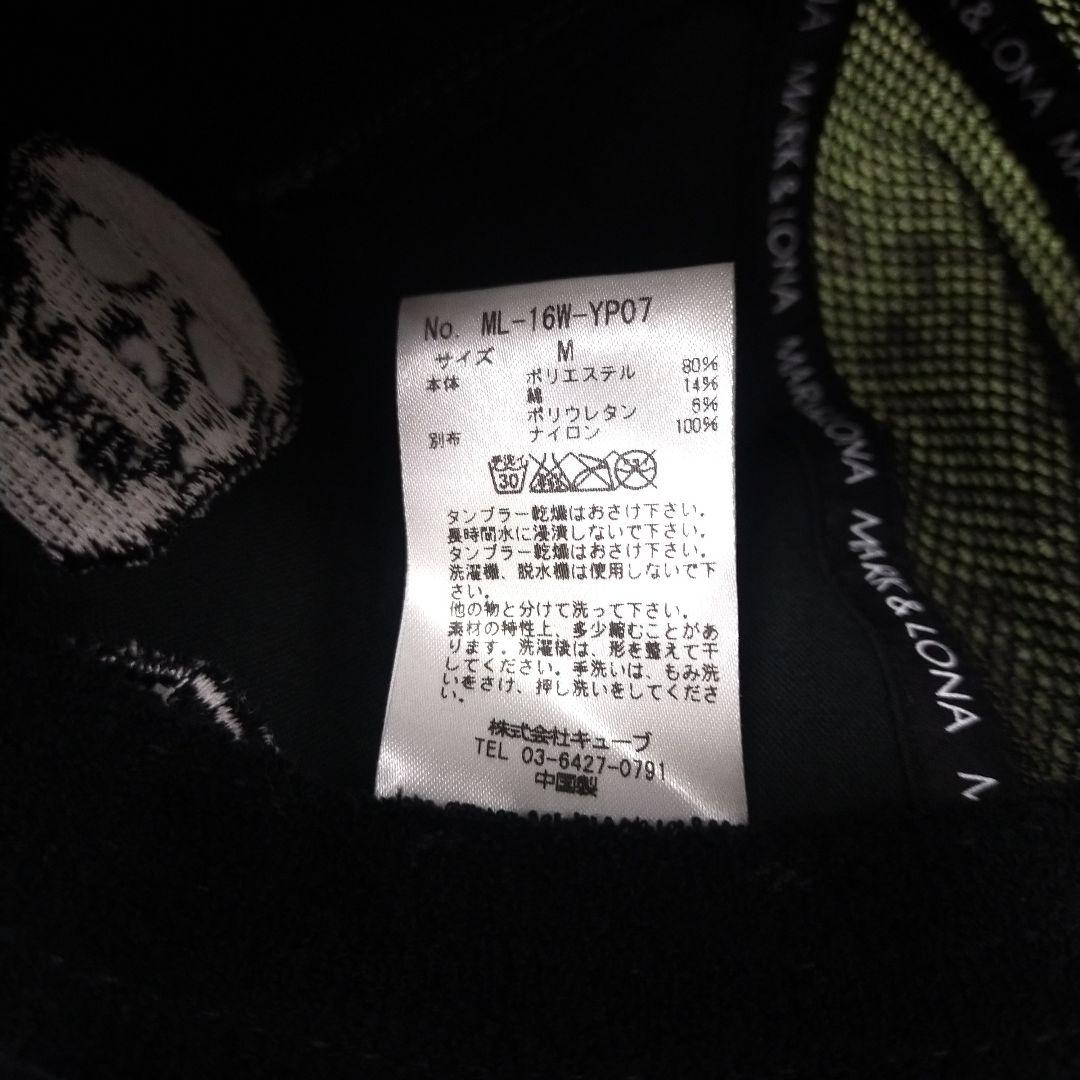 No. ML-16W-YP07
サイズ M
本体 ポリエステル 80%
綿 14%
ポリウレタン 6%
別布 ナイロン 100%
手洗イ
30
タンブラー乾燥はおさけ下さい。
長時間水に浸漬しないで下さい。
タンブラー乾燥はおさけ下さい。
洗濯機、脱水機は使用しないで下
さい。
他の物と分けて洗って下さい。
素材の特性上、多少縮むことがあ
ります。洗濯後は、形を整えて干
してください。手洗いは、もみ洗
いをさけ、押し洗いをしてくださ
い。
株式会社キューブ
TEL 03-6427-0791
中国製
MARK & LONA
MARK & LONA
MARK & LONA
& LONA